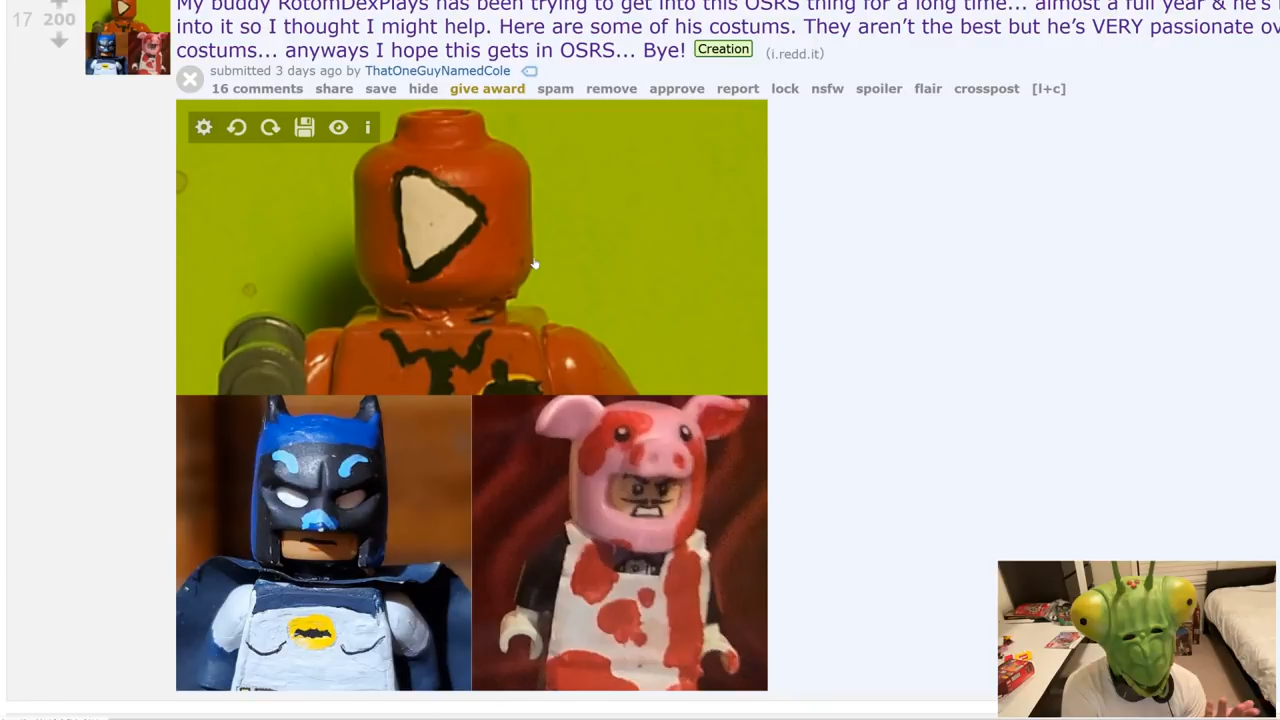 My buddy RotomDexPlays has been trying to get into this OSRS thing for a long time... almost a full year & he's
17 200
into it so I thought I might help. Here are some of his costums. They aren't the best but he's VERY passionate ov
costums... anyways I hope this gets in OSRS... Bye! Creation (i.redd.it)
submitted 3 days ago by ThatOneGuyNamedCole
16 comments share save hide give award spam remove approve report lock nsfw spoiler flair crosspost [l+c]